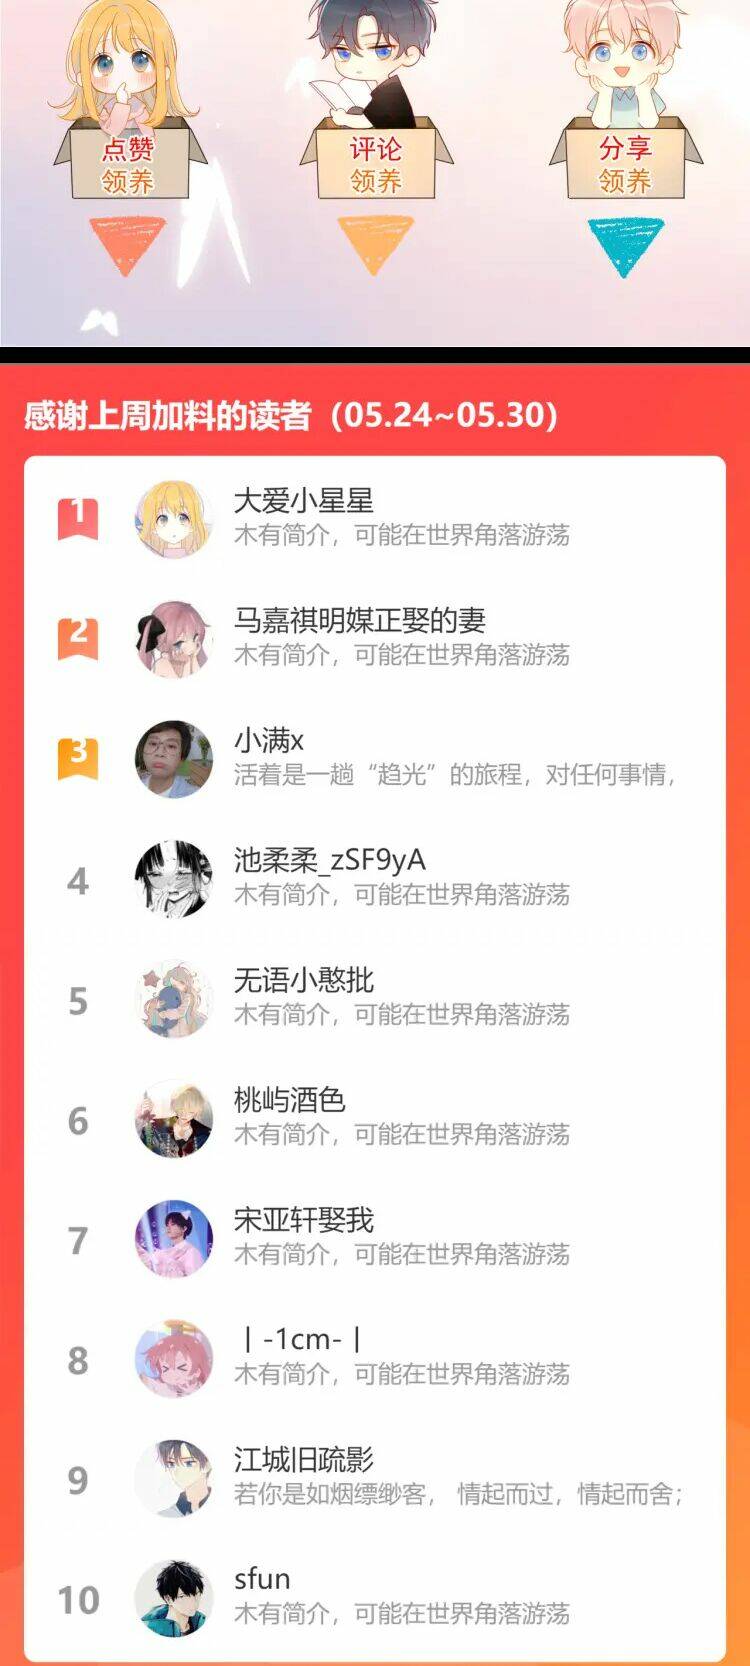 点赞 评论 分享
领养 领养 领养
感谢上周加料的读者（05.24~05.30）
1
大爱小星星
木有简介，可能在世界角落游荡
2
马嘉祺明媒正娶的妻
木有简介，可能在世界角落游荡
3
小满x
活着是一趟“趋光”的旅程，对任何事情，
4
池柔柔_zSF9yA
木有简介，可能在世界角落游荡
5
无语小憨批
木有简介，可能在世界角落游荡
6
桃屿酒色
木有简介，可能在世界角落游荡
7
宋亚轩娶我
木有简介，可能在世界角落游荡
8
丨-1cm-丨
木有简介，可能在世界角落游荡
9
江城旧疏影
若你是如烟缥缈客， 情起而过，情起而舍；
10
sfun
木有简介，可能在世界角落游荡